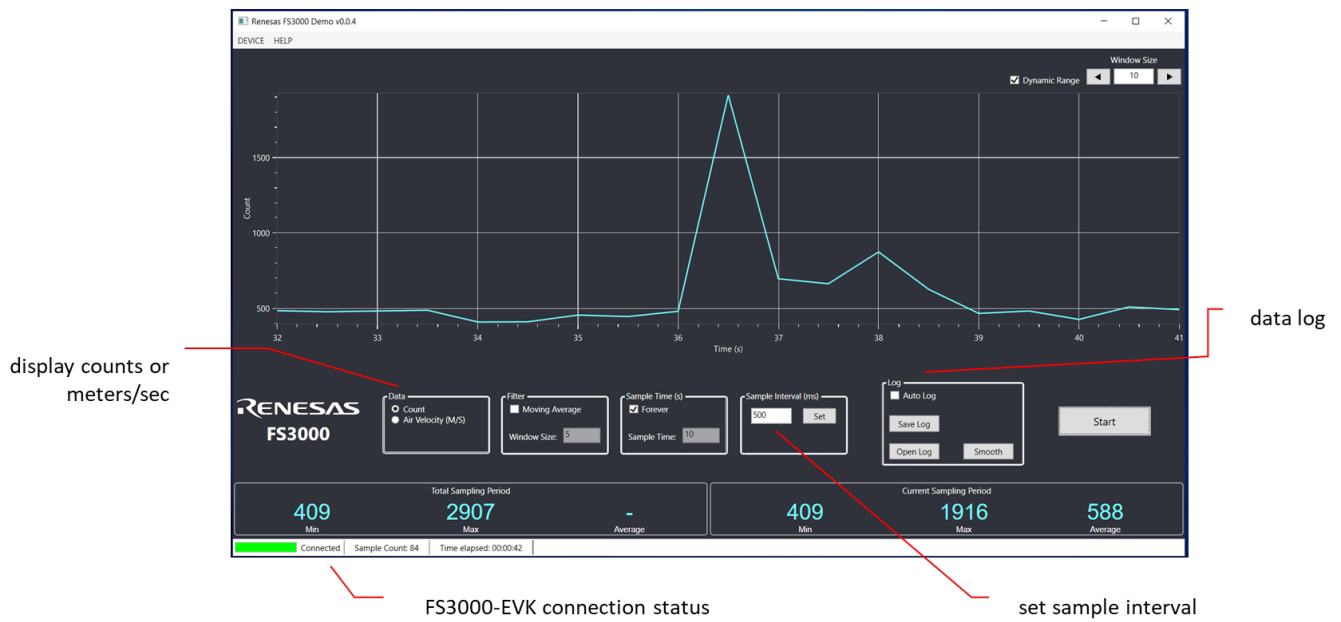 Renesas FS3000 Demo v0.0.4
DEVICE HELP
Window Size
Dynamic Range 10
1500
1000
500
Count
32 33 34 35 36 37 38 39 40 41
Time (s)
data log
display counts or
meters/sec
RENESAS
FS3000
Data
Count
Air Velocity (M/S)
Filter
Moving Average
Window Size: 5
Sample Time (s)
Forever
Sample Time: 10
Sample Interval (ms)
500 Set
Log
Auto Log
Save Log
Open Log Smooth
Start
Total Sampling Period
409 2907 -
Min Max Average
Current Sampling Period
409 1916 588
Min Max Average
Connected Sample Count: 84 Time elapsed: 00:00:42
FS3000-EVK connection status
set sample interval